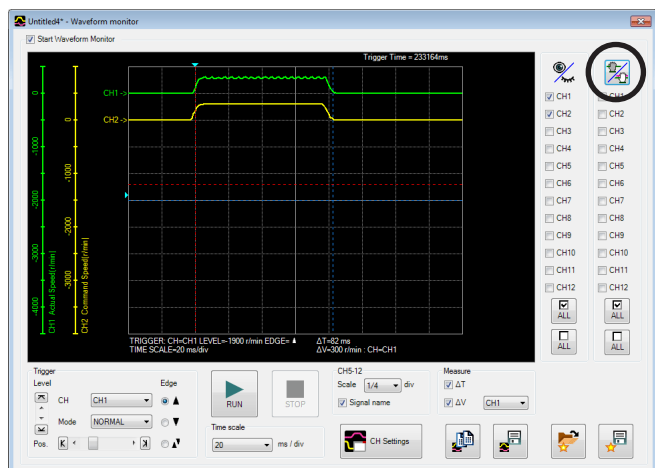 Untitled4* - Waveform monitor
Start Waveform Monitor
Trigger Time = 233164ms
CH1 ->
CH2 ->
0
-1000
-2000
-3000
-4000
CH1 Actual Speed[r/min]
0
-1000
-2000
-3000
CH2 Command Speed[r/min]
TRIGGER: CH=CH1 LEVEL=-1900 r/min EDGE=
ΔT=82 ms
TIME SCALE=20 ms/div
ΔV=300 r/min : CH=CH1
CH1
CH2
CH3
CH4
CH5
CH6
CH7
CH8
CH9
CH10
CH11
CH12
ALL
ALL
CH1
CH2
CH3
CH4
CH5
CH6
CH7
CH8
CH9
CH10
CH11
CH12
ALL
ALL
Trigger
Level
Edge
CH
CH1
Mode
NORMAL
Pos.
RUN
STOP
Time scale
20
ms / div
CH5-12
Scale
1/4
div
Signal name
CH Settings
Measure
ΔT
ΔV
CH1